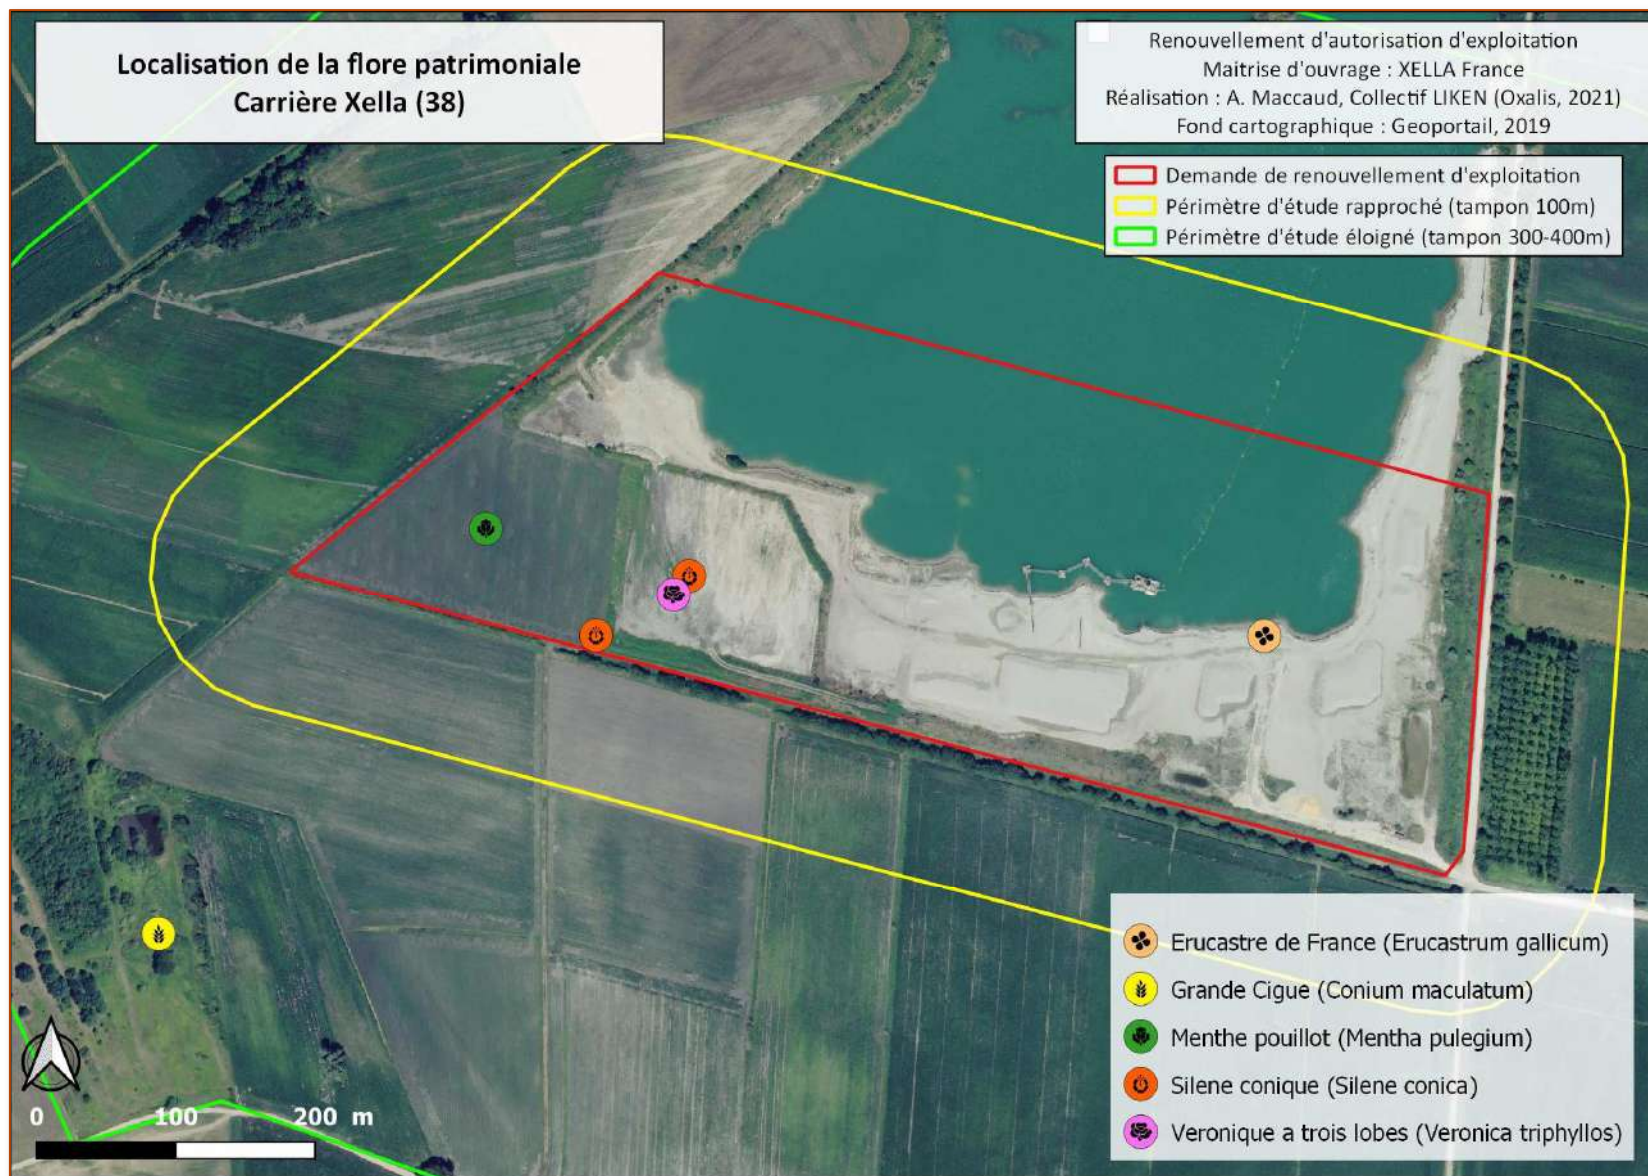 Localisation de la flore patrimoniale
Carrière Xella (38)
Renouvellement d'autorisation d'exploitation
Maitrise d'ouvrage : XELLA France
Réalisation : A. Maccaud, Collectif LIKEN (Oxalis, 2021)
Fond cartographique : Geoportail, 2019
Demande de renouvellement d'exploitation
Périmètre d'étude rapproché (tampon 100m)
Périmètre d'étude éloigné (tampon 300-400m)
Erucastre de France (Erucastrum gallicum)
Grande Cigue (Conium maculatum)
Menthe pouillot (Mentha pulegium)
Silene conique (Silene conica)
Veronique a trois lobes (Veronica triphyllos)
0 100 200 m